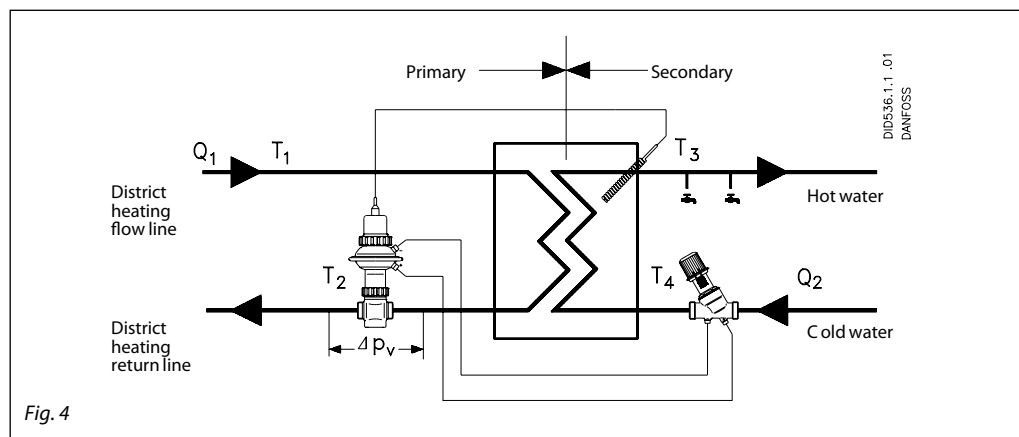 Primary
Secondary
DID536.1.1 .01
DANFOSS
Q1
T1
T3
District
heating
flow line
Hot water
T2
T4
Q2
District
heating
return line
Δpv
C old water
Fig. 4